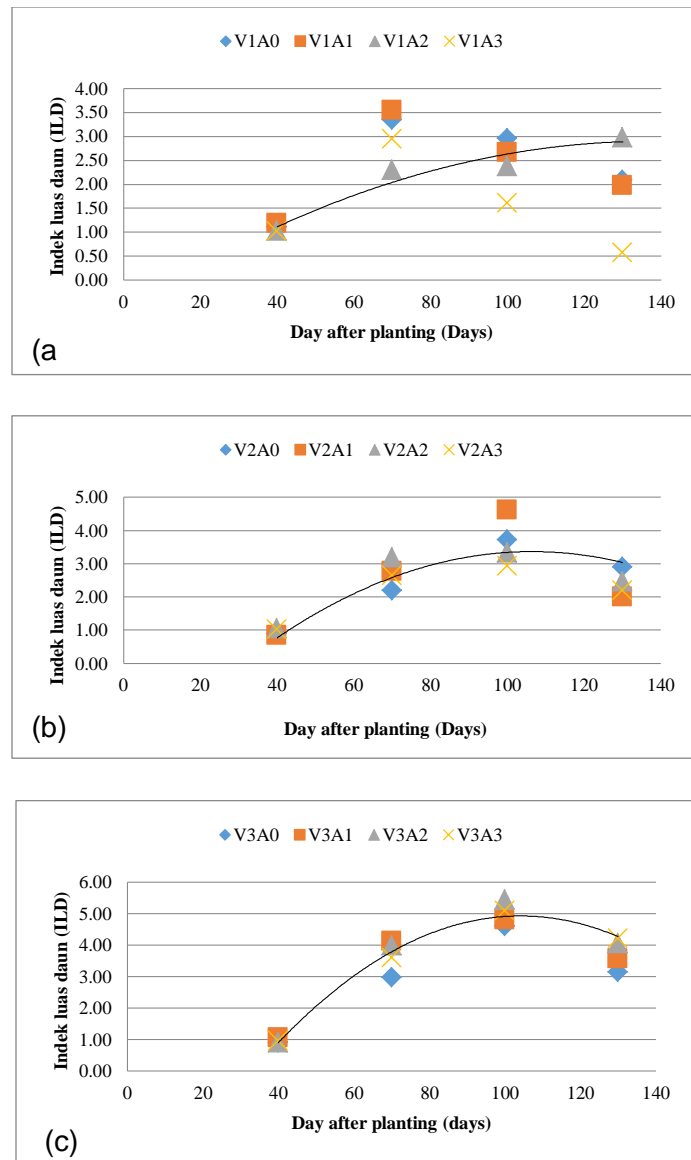 V1A0 V1A1 V1A2 V1A3
4.00
3.50
3.00
2.50
2.00
1.50
1.00
0.50
0.00
Indek luas daun (ILD)
0 20 40 60 80 100 120 140
Day after planting (Days)
(a
V2A0 V2A1 V2A2 V2A3
5.00
4.00
3.00
2.00
1.00
0.00
Indek luas daun (ILD)
0 20 40 60 80 100 120 140
Day after planting (Days)
(b)
V3A0 V3A1 V3A2 V3A3
6.00
5.00
4.00
3.00
2.00
1.00
0.00
Indek luas daun (ILD)
0 20 40 60 80 100 120 140
Day after planting (days)
(c)